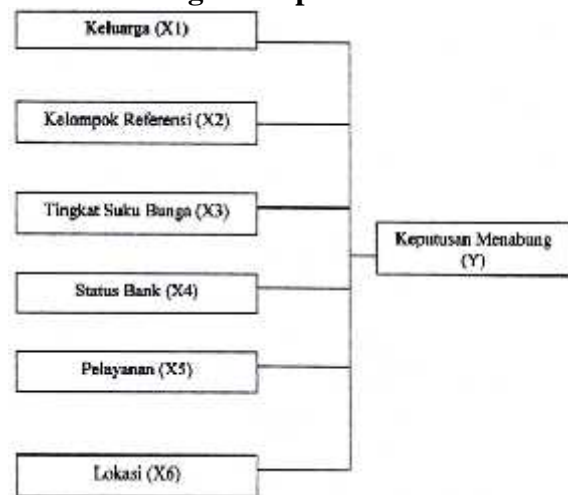 Keluarga (X1)
Kelompok Referensi (X2)
Tingkat Suku Bunga (X3)
Keputusan Menabung
(Y)
Status Bank (X4)
Pelayanan (X5)
Lokasi (X6)